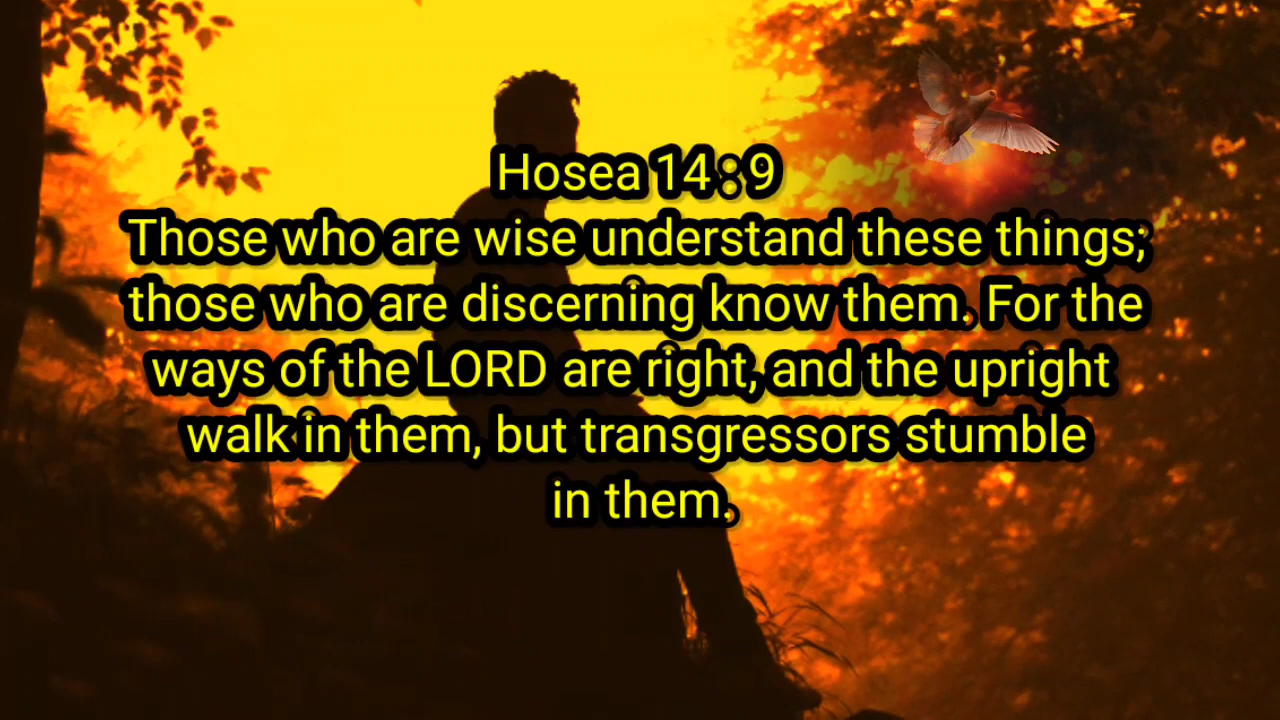 Hosea 14:9
Those who are wise understand these things;
those who are discerning know them. For the
ways of the LORD are right, and the upright
walk in them, but transgressors stumble
in them.